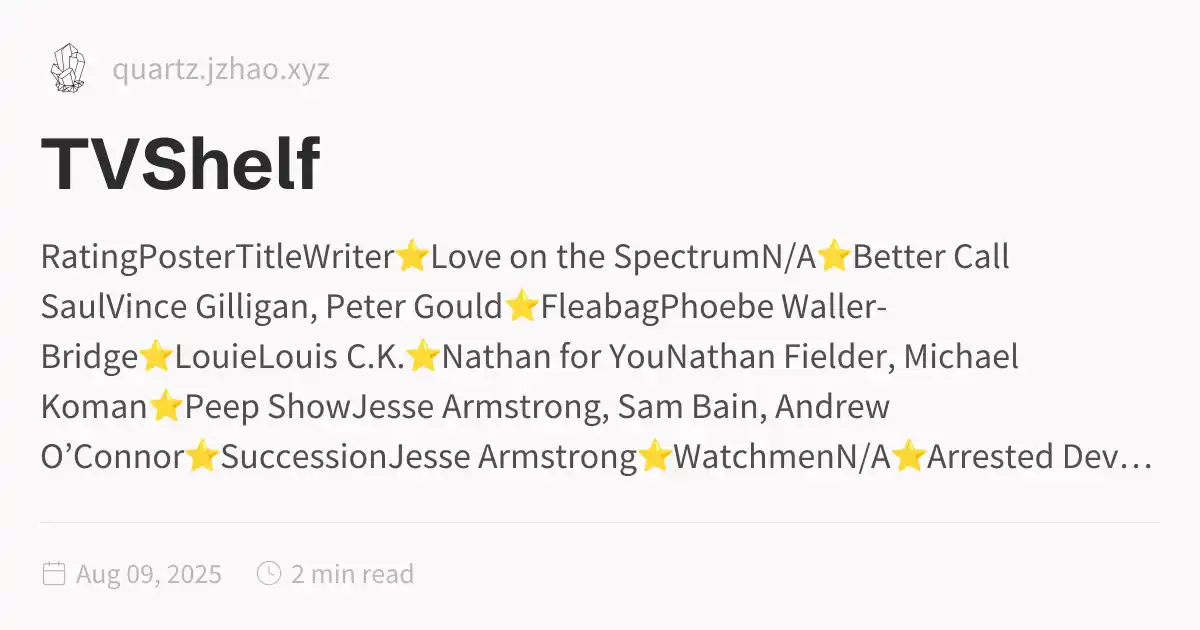 quartz.jzhao.xyz
TVShelf
RatingPosterTitleWriter⭐Love on the SpectrumN/A⭐Better Call
SaulVince Gilligan, Peter Gould⭐FleabagPhoebe Waller-
Bridge⭐LouieLouis C.K.⭐Nathan for YouNathan Fielder, Michael
Koman⭐Peep ShowJesse Armstrong, Sam Bain, Andrew
O’Connor⭐SuccessionJesse Armstrong⭐WatchmenN/A⭐Arrested Dev…
Aug 09, 2025 2 min read